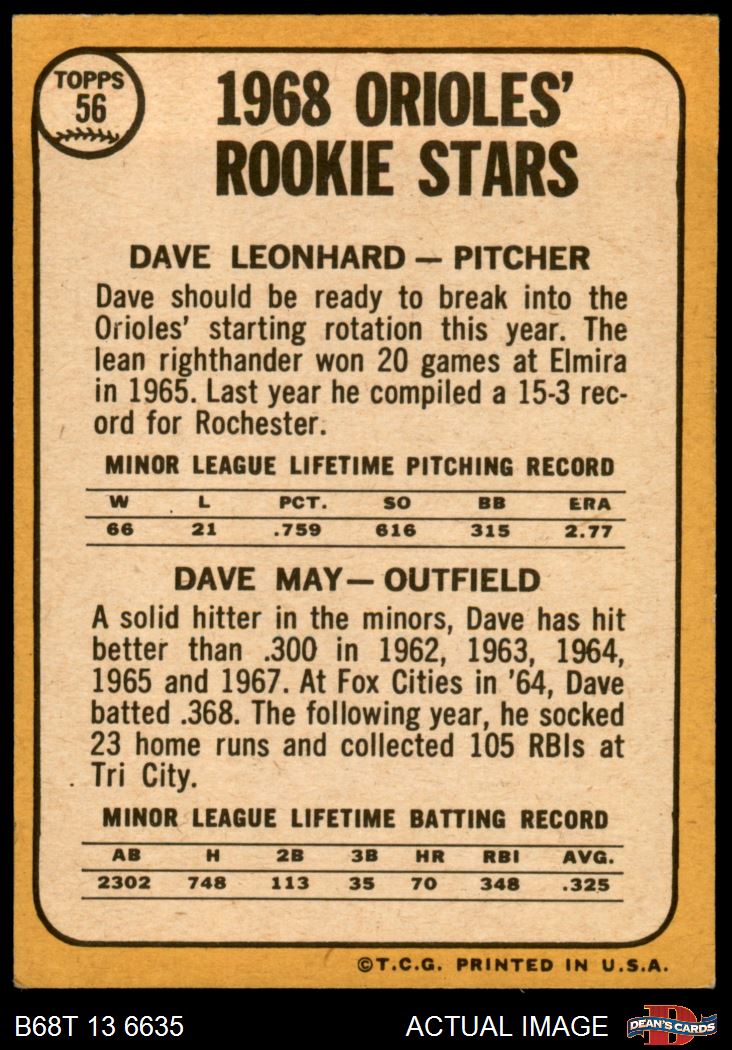 TOPPS
56
1968 ORIOLES'
ROOKIE STARS
DAVE LEONHARD — PITCHER
Dave should be ready to break into the
Orioles' starting rotation this year. The
lean righthander won 20 games at Elmira
in 1965. Last year he compiled a 15-3 rec-
ord for Rochester.
MINOR LEAGUE LIFETIME PITCHING RECORD
W L PCT. SO BB ERA
66 21 .759 616 315 2.77
DAVE MAY — OUTFIELD
A solid hitter in the minors, Dave has hit
better than .300 in 1962, 1963, 1964,
1965 and 1967. At Fox Cities in '64, Dave
batted .368. The following year, he socked
23 home runs and collected 105 RBIs at
Tri City.
MINOR LEAGUE LIFETIME BATTING RECORD
AB H 2B 3B HR RBI AVG.
2302 748 113 35 70 348 .325
©T.C.G. PRINTED IN U.S.A.
B68T 13 6635 ACTUAL IMAGE
D
DEAN'S CARDS